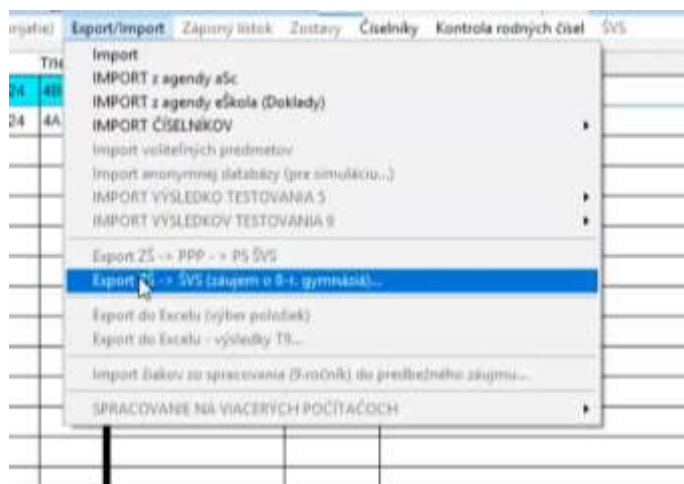 Export/Import Zápisný lístok Zostavy Číselníky Kontrola rodných čísel ŠVS
Trie
Import
24 4B IMPORT z agendy aSc
IMPORT z agendy eŠkola (Doklady)
24 4A IMPORT ČÍSELNÍKOV
Import voliteľných predmetov
Import anonymnej databázy (pre simuláciu...)
IMPORT VÝSLEDKO TESTOVANIA 5
IMPORT VÝSLEDKOV TESTOVANIA 9
Export ZŠ -> PPP - > PS ŠVS
Export ZŠ -> ŠVS (záujem o 8-r. gymnáziá)...
Export do Excelu (výber položiek)
Export do Excelu - výsledky T9...
Import žiakov zo spracovania (9.ročník) do predbežného záujmu...
SPRACOVANIE NA VIACERÝCH POČÍTAČOCH